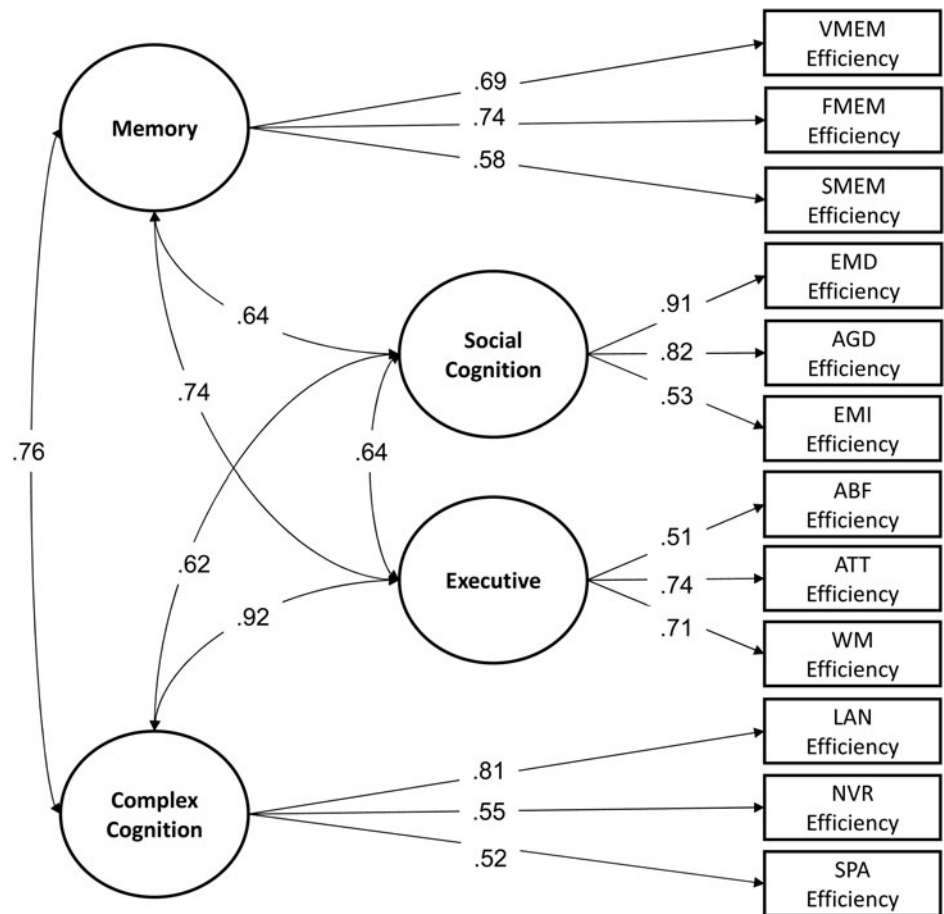 VMEM
Efficiency
.69
Memory
.74
FMEM
Efficiency
.58
SMEM
Efficiency
EMD
Efficiency
.91
.64
Social
Cognition
.82
AGD
Efficiency
.53
.74
EMI
Efficiency
.76
.64
ABF
Efficiency
.51
.62
Executive
.74
ATT
Efficiency
.92
.71
WM
Efficiency
LAN
Efficiency
.81
Complex
Cognition
.55
NVR
Efficiency
.52
SPA
Efficiency